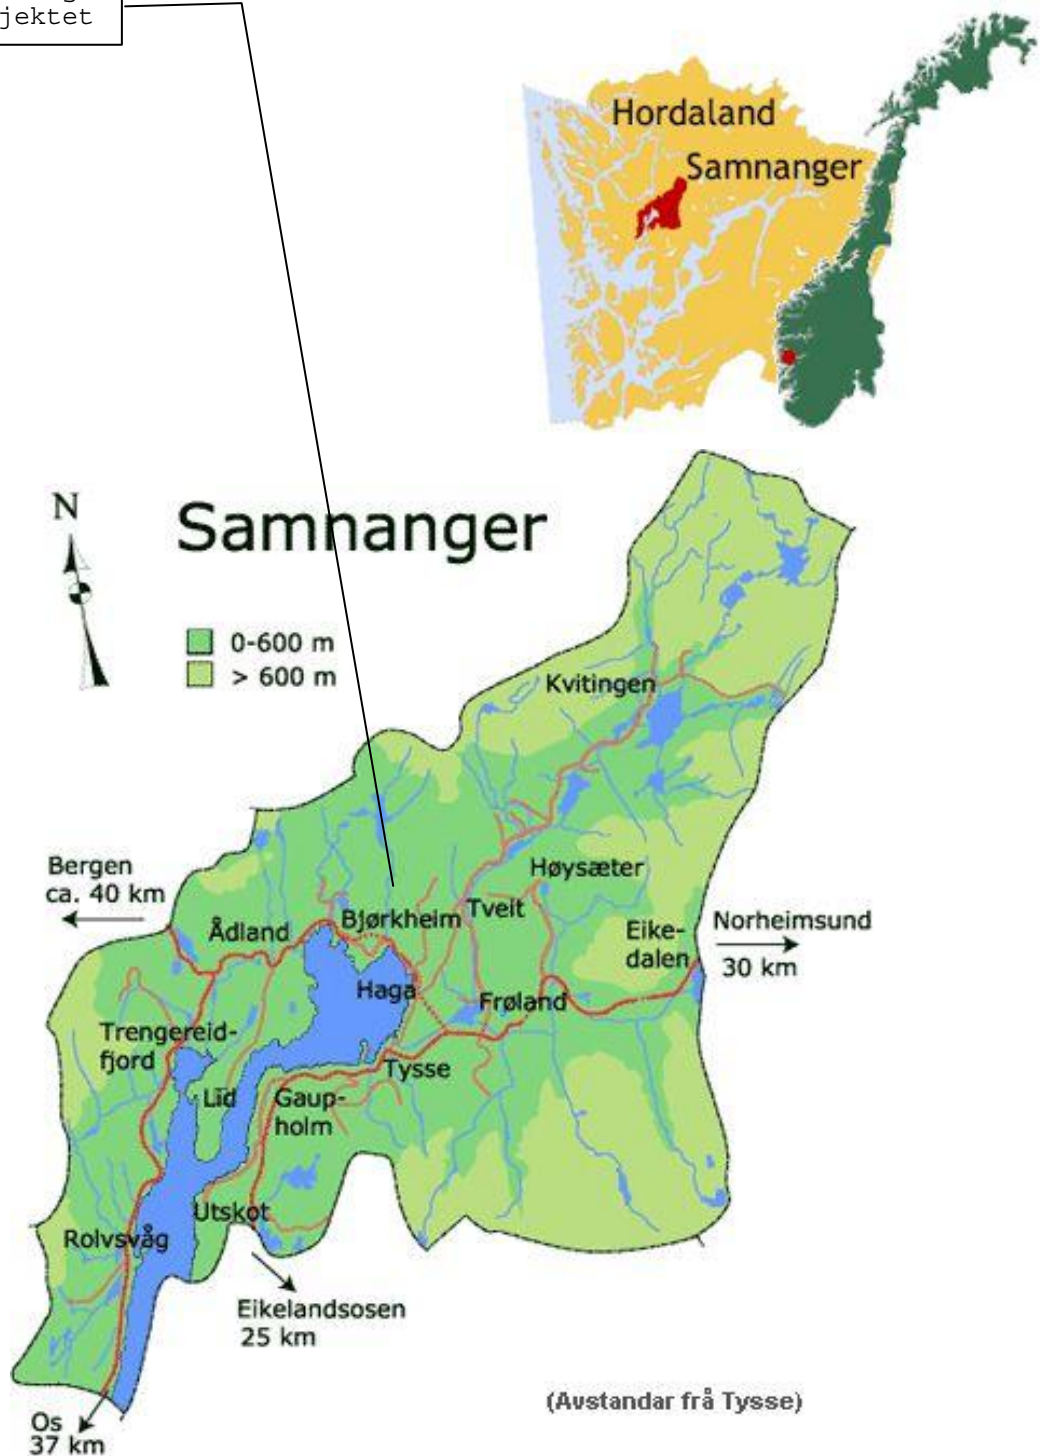 jektet
Hordaland
Samnanger
N
Samnanger
0-600 m
> 600 m
Kvitingen
Bergen
ca. 40 km
Høysæter
Ådland
Bjørkheim
Tveit
Eike-
dalen
Norheimsund
30 km
Haga
Frøland
Trengereid-
fjord
Tysse
Lid
Gaup-
holm
Utskot
Rolvsvåg
Eikelandsosen
25 km
(Avstandar frå Tysse)
Os
37 km